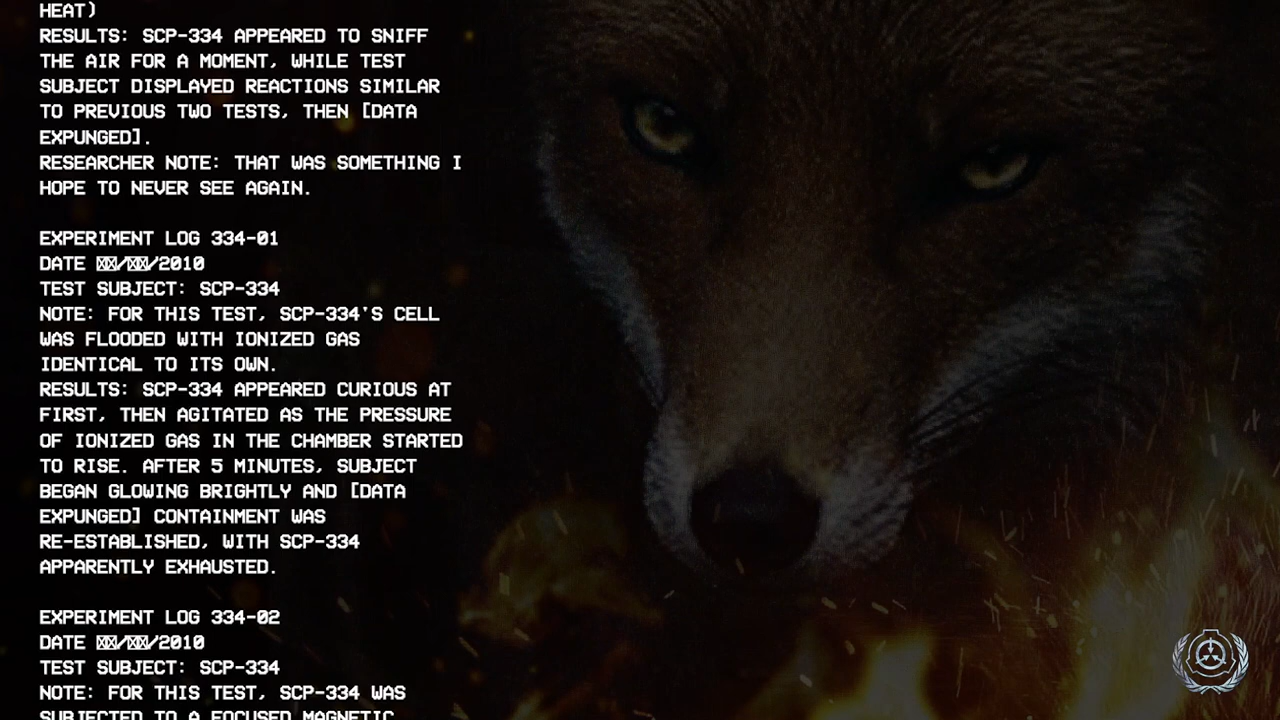 HEAT)
RESULTS: SCP-334 APPEARED TO SNIFF
THE AIR FOR A MOMENT, WHILE TEST
SUBJECT DISPLAYED REACTIONS SIMILAR
TO PREVIOUS TWO TESTS, THEN [DATA
EXPUNGED].
RESEARCHER NOTE: THAT WAS SOMETHING I
HOPE TO NEVER SEE AGAIN.
EXPERIMENT LOG 334-01
DATE ☒☒/☒☒/2010
TEST SUBJECT: SCP-334
NOTE: FOR THIS TEST, SCP-334'S CELL
WAS FLOODED WITH IONIZED GAS
IDENTICAL TO ITS OWN.
RESULTS: SCP-334 APPEARED CURIOUS AT
FIRST, THEN AGITATED AS THE PRESSURE
OF IONIZED GAS IN THE CHAMBER STARTED
TO RISE. AFTER 5 MINUTES, SUBJECT
BEGAN GLOWING BRIGHTLY AND [DATA
EXPUNGED] CONTAINMENT WAS
RE-ESTABLISHED, WITH SCP-334
APPARENTLY EXHAUSTED.
EXPERIMENT LOG 334-02
DATE ☒☒/☒☒/2010
TEST SUBJECT: SCP-334
NOTE: FOR THIS TEST, SCP-334 WAS
SUBJECTED TO A FOCUSED MAGNETIC